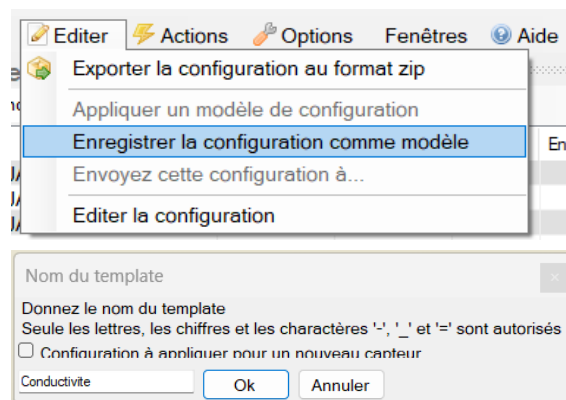 Editer Actions Options Fenêtres Aide
Exporter la configuration au format zip
Appliquer un modèle de configuration
Enregistrer la configuration comme modèle
En
Envoyez cette configuration à...
Editer la configuration
Nom du template
Donnez le nom du template
Seule les lettres, les chiffres et les charactères '-', '_' et '=' sont autorisés
Configuration à appliquer pour un nouveau capteur
Conductivite Ok Annuler